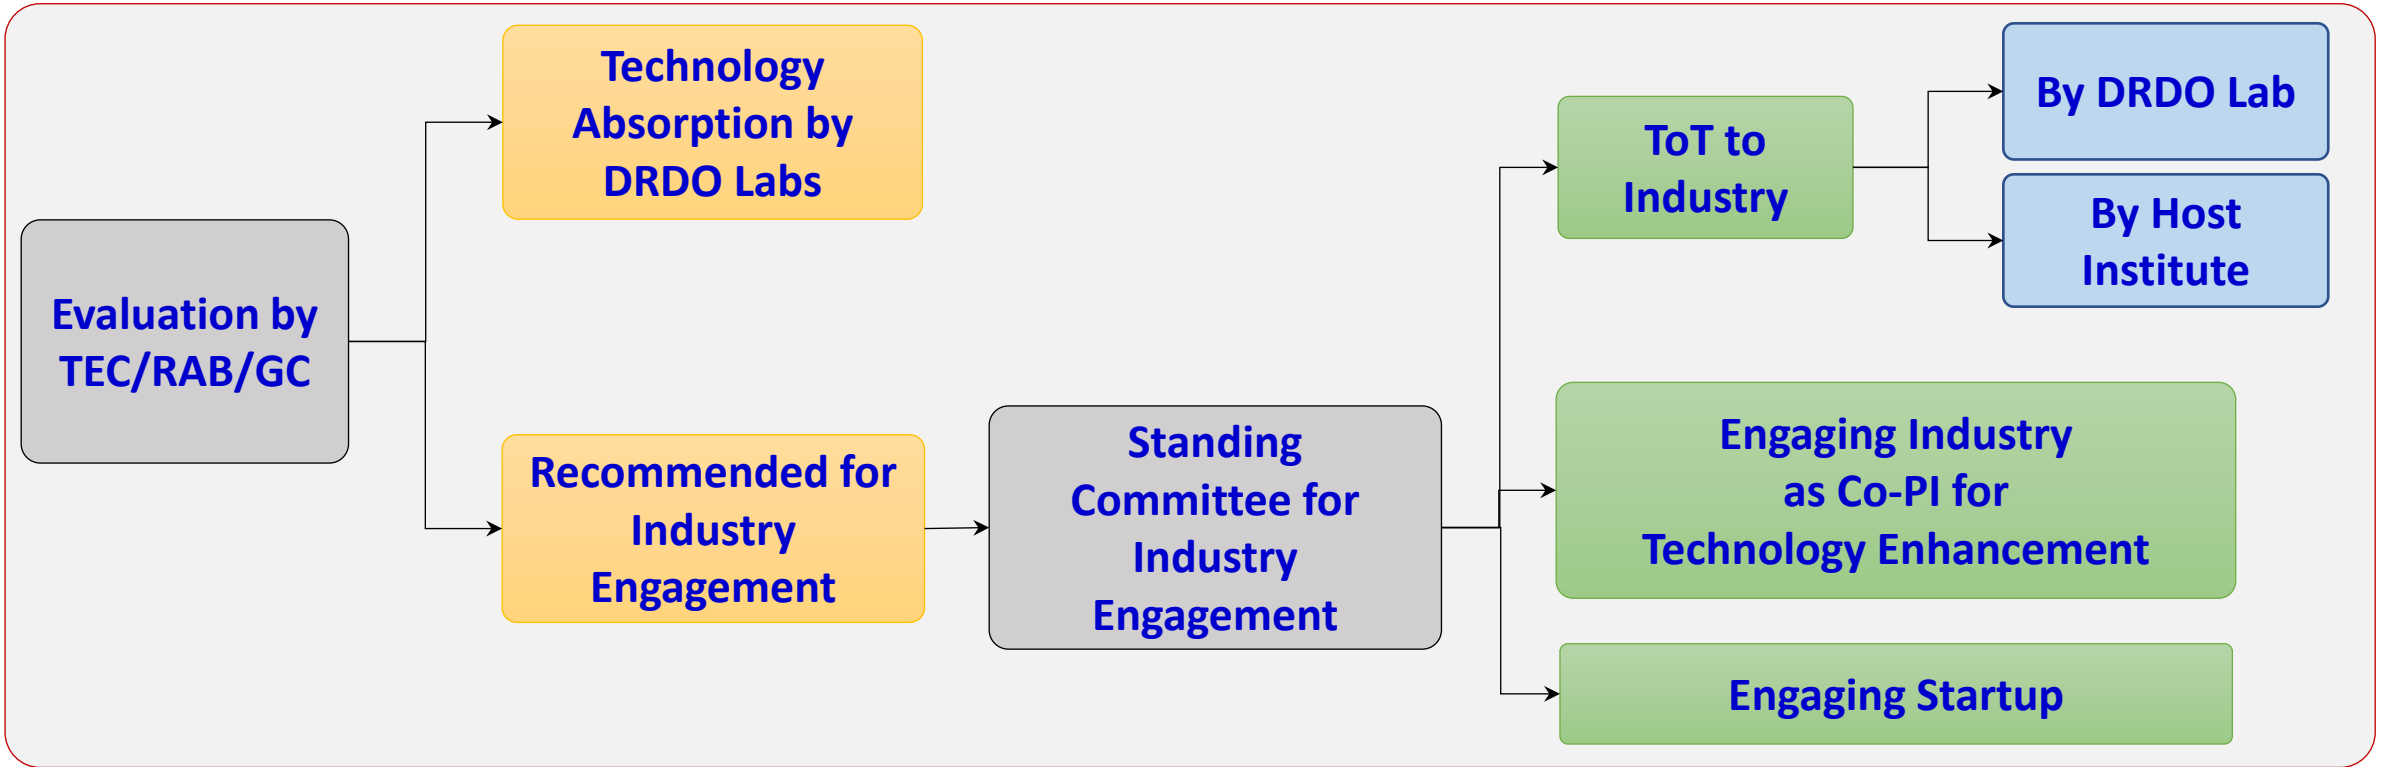 Evaluation by
TEC/RAB/GC
Technology
Absorption by
DRDO Labs
Recommended for
Industry
Engagement
Standing
Committee for
Industry
Engagement
ToT to
Industry
By DRDO Lab
By Host
Institute
Engaging Industry
as Co-PI for
Technology Enhancement
Engaging Startup